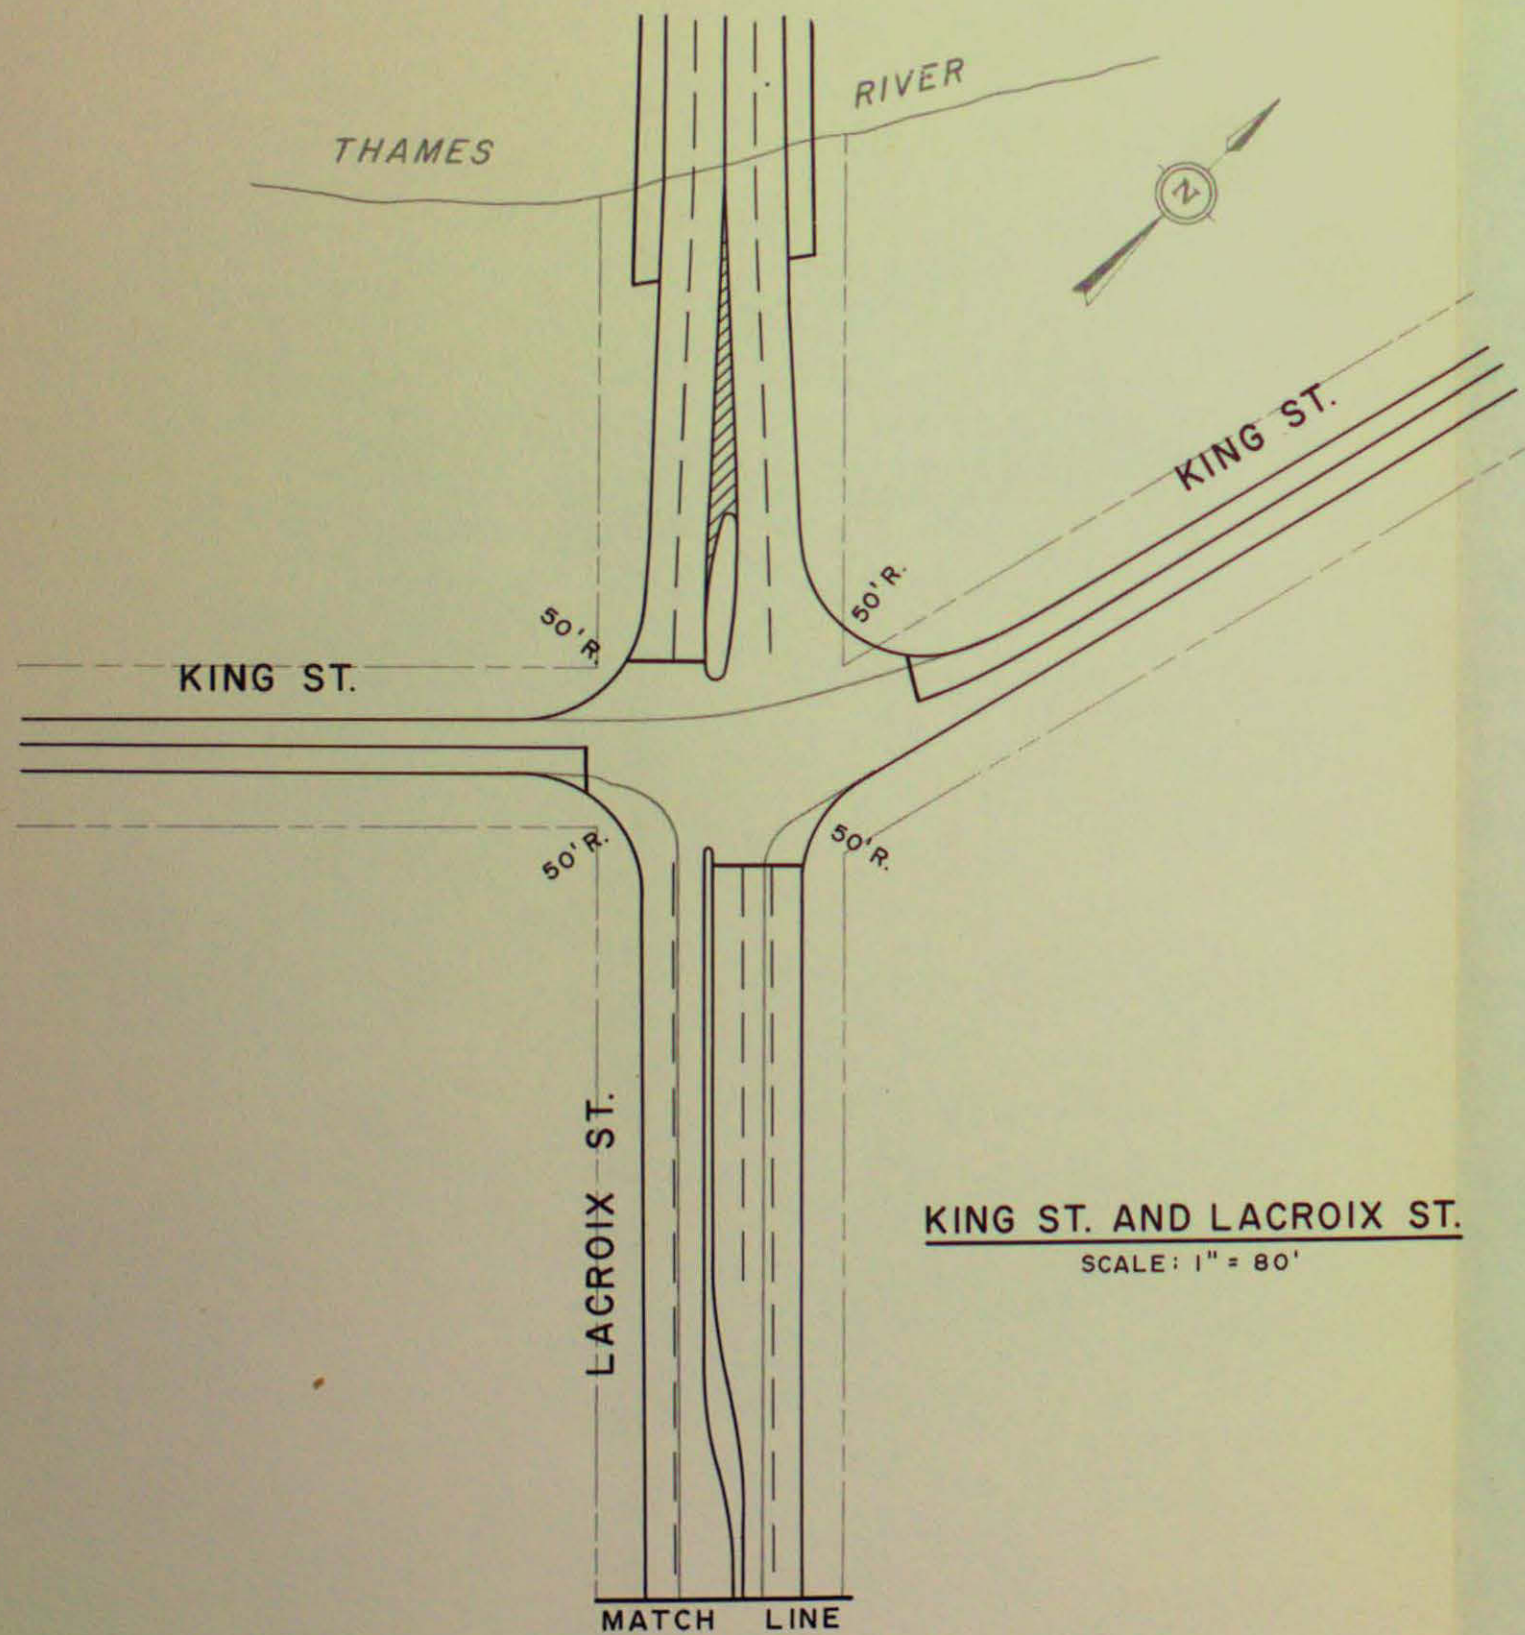 THAMES RIVER
N
KING ST.
50' R.
50' R.
KING ST.
50' R.
50' R.
LACROIX ST.
KING ST. AND LACROIX ST.
SCALE: 1" = 80'
MATCH LINE